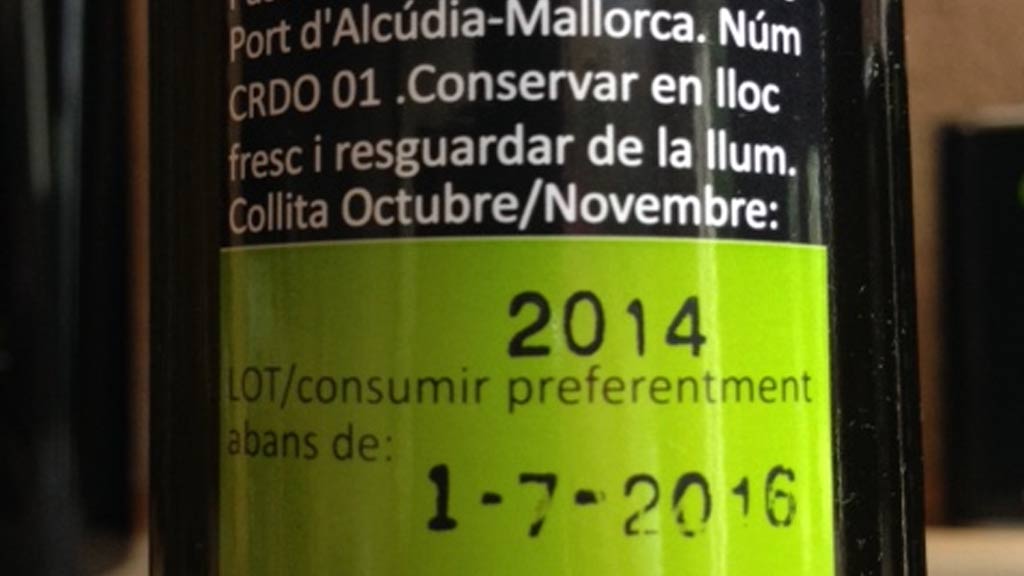 Port d'Alcúdia-Mallorca. Núm
CRDO 01 .Conservar en lloc
fresc i resguardar de la llum.
Collita Octubre/Novembre:
2014
LOT/consumir preferentment
abans de:
1-7-2016